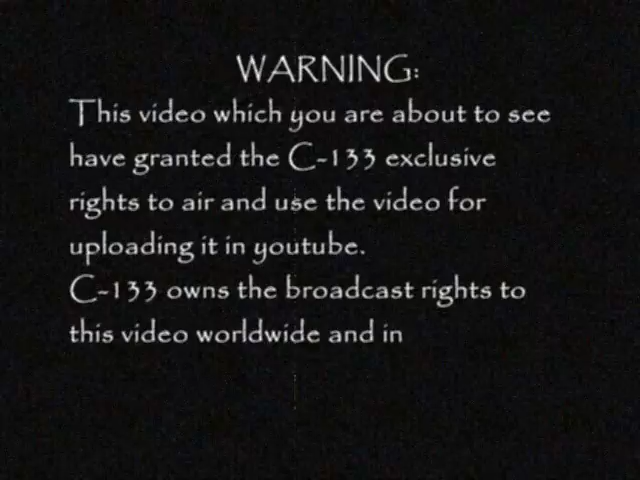 WARNING:
This video which you are about to see
have granted the C-133 exclusive
rights to air and use the video for
uploading it in youtube.
C-133 owns the broadcast rights to
this video worldwide and in